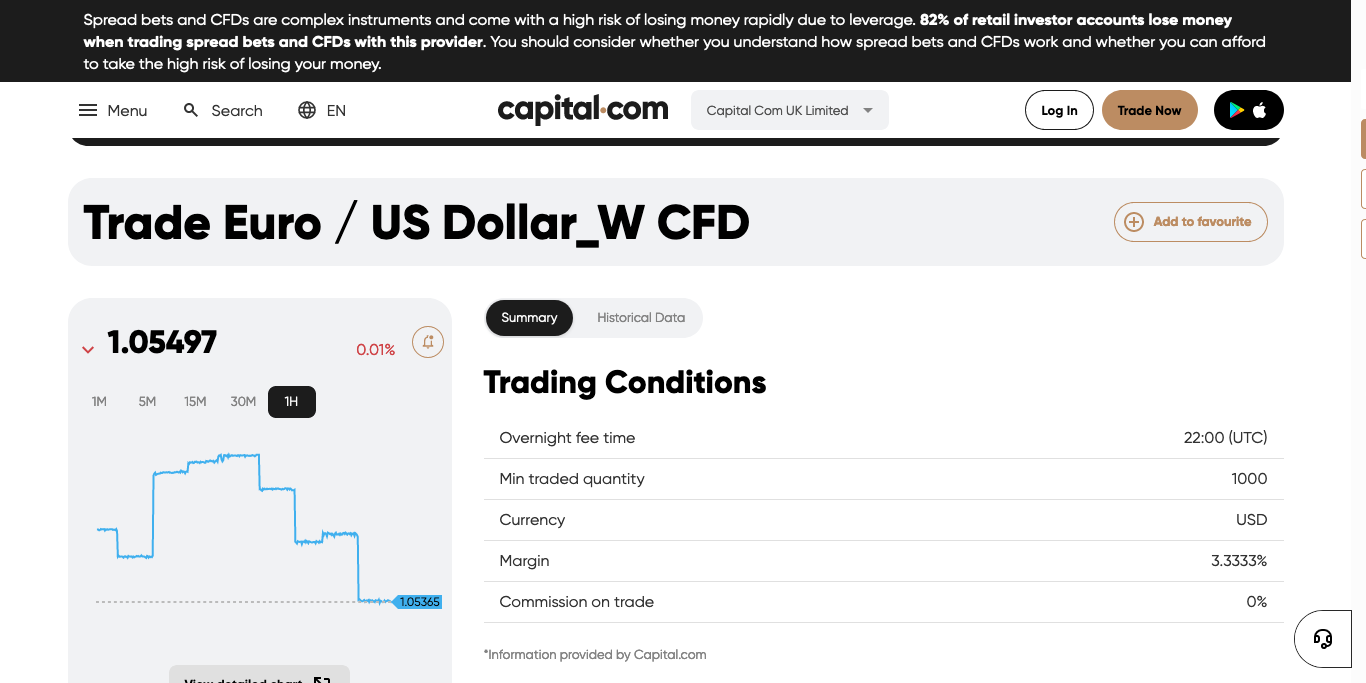 Spread bets and CFDs are complex instruments and come with a high risk of losing money rapidly due to leverage. 82% of retail investor accounts lose money
when trading spread bets and CFDs with this provider. You should consider whether you understand how spread bets and CFDs work and whether you can afford
to take the high risk of losing your money.
Menu Search EN capital.com Capital Com UK Limited Log In Trade Now
Trade Euro / US Dollar_W CFD Add to favourite
1.05497 0.01%
1M 5M 15M 30M 1H
1.05365
View detailed chart
Summary Historical Data
Trading Conditions
Overnight fee time 22:00 (UTC)
Min traded quantity 1000
Currency USD
Margin 3.3333%
Commission on trade 0%
*Information provided by Capital.com